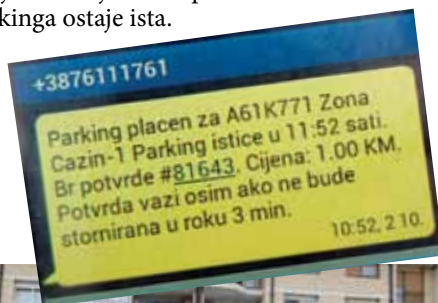 kinga ostaje ista.
+3876111761
Parking placen za A61K771 Zona
Cazin-1 Parking istice u 11:52 sati.
Br potvrde #81643. Cijena: 1.00 KM.
Potvrda vazi osim ako ne bude
stornirana u roku 3 min.
10:52, 2 10.